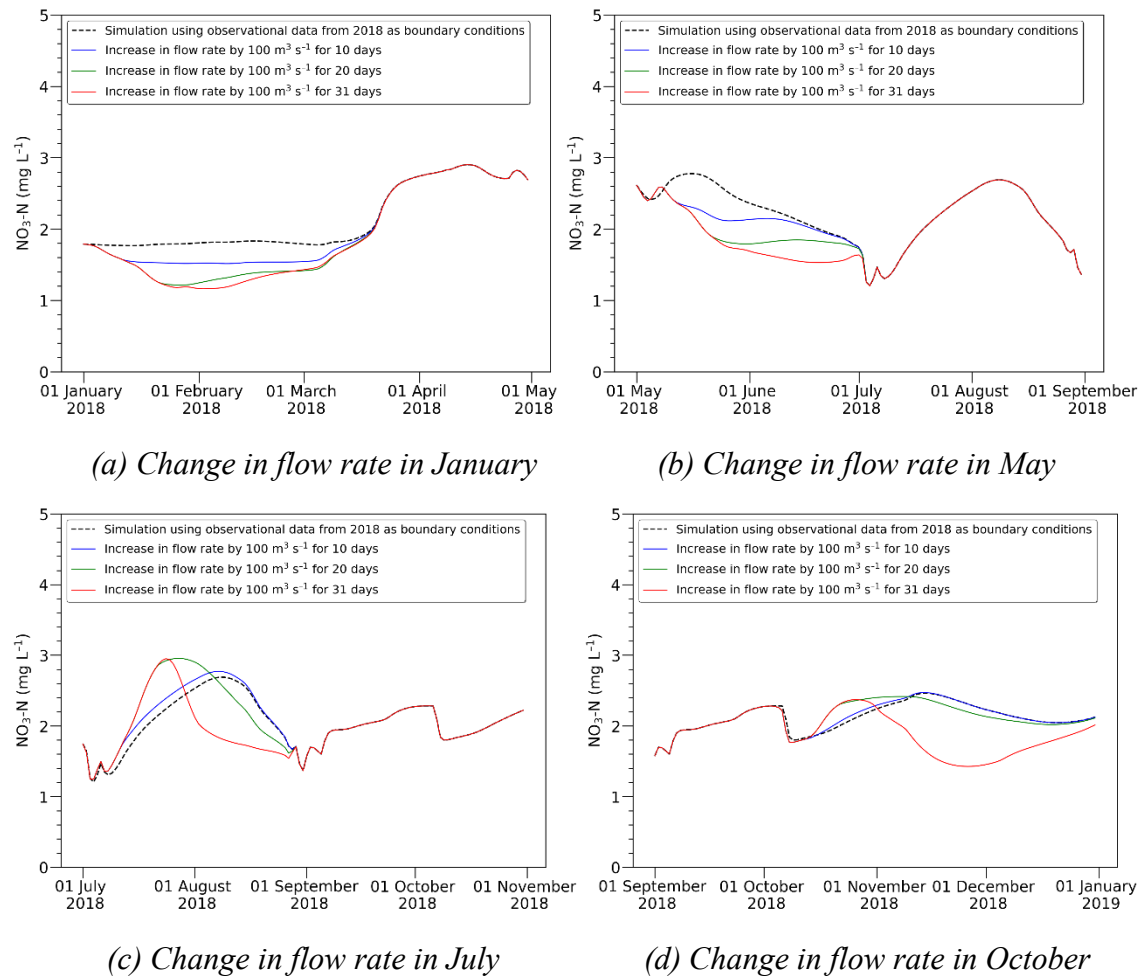 5
4
3
2
1
0
NO₃-N (mg L⁻¹)
Simulation using observational data from 2018 as boundary conditions
Increase in flow rate by 100 m³ s⁻¹ for 10 days
Increase in flow rate by 100 m³ s⁻¹ for 20 days
Increase in flow rate by 100 m³ s⁻¹ for 31 days
01 January 01 February 01 March 01 April 01 May
2018 2018 2018 2018 2018
(a) Change in flow rate in January
5
4
3
2
1
0
NO₃-N (mg L⁻¹)
Simulation using observational data from 2018 as boundary conditions
Increase in flow rate by 100 m³ s⁻¹ for 10 days
Increase in flow rate by 100 m³ s⁻¹ for 20 days
Increase in flow rate by 100 m³ s⁻¹ for 31 days
01 May 01 June 01 July 01 August 01 September
2018 2018 2018 2018 2018
(b) Change in flow rate in May
5
4
3
2
1
0
NO₃-N (mg L⁻¹)
Simulation using observational data from 2018 as boundary conditions
Increase in flow rate by 100 m³ s⁻¹ for 10 days
Increase in flow rate by 100 m³ s⁻¹ for 20 days
Increase in flow rate by 100 m³ s⁻¹ for 31 days
01 July 01 August 01 September 01 October 01 November
2018 2018 2018 2018 2018
(c) Change in flow rate in July
5
4
3
2
1
0
NO₃-N (mg L⁻¹)
Simulation using observational data from 2018 as boundary conditions
Increase in flow rate by 100 m³ s⁻¹ for 10 days
Increase in flow rate by 100 m³ s⁻¹ for 20 days
Increase in flow rate by 100 m³ s⁻¹ for 31 days
01 September 01 October 01 November 01 December 01 January
2018 2018 2018 2018 2019
(d) Change in flow rate in October